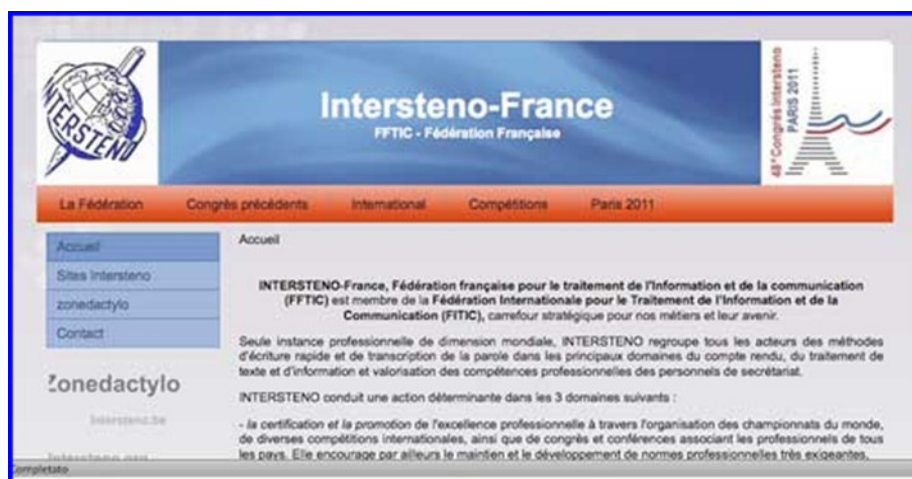 INTERSTENO
Intersteno-France
FFTIC - Fédération Française
48° Congrès Intersteno
PARIS 2011
La Fédération Congrès précédents International Compétitions Paris 2011
Accueil
Sites Intersteno
zonedactylo
Contact
Zonedactylo
Intersteno.be
Intersteno.org
Accueil
INTERSTENO-France, Fédération française pour le traitement de l'Information et de la communication
(FFTIC) est membre de la Fédération Internationale pour le Traitement de l'Information et de la
Communication (FITIC), carrefour stratégique pour nos métiers et leur avenir.
Seule instance professionnelle de dimension mondiale, INTERSTENO regroupe tous les acteurs des méthodes
d'écriture rapide et de transcription de la parole dans les principaux domaines du compte rendu, du traitement de
texte et d'information et valorisation des compétences professionnelles des personnels de secrétariat.
INTERSTENO conduit une action déterminante dans les 3 domaines suivants :
- la certification et la promotion de l'excellence professionnelle à travers l'organisation des championnats du monde,
de diverses compétitions internationales, ainsi que de congrès et conférences associant les professionnels de tous
les pays. Elle encourage par ailleurs le maintien et le développement de normes professionnelles très exigeantes,
Completato